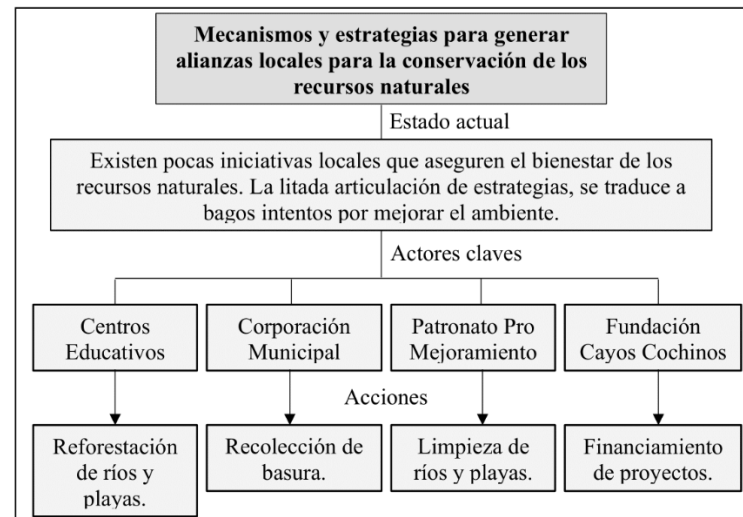 Mecanismos y estrategias para generar
alianzas locales para la conservación de los
recursos naturales
Estado actual
Existen pocas iniciativas locales que aseguren el bienestar de los
recursos naturales. La litada articulación de estrategias, se traduce a
bagos intentos por mejorar el ambiente.
Actores claves
Centros
Educativos
Corporación
Municipal
Patronato Pro
Mejoramiento
Fundación
Cayos Cochinos
Acciones
Reforestación
de ríos y
playas.
Recolección de
basura.
Limpieza de
ríos y playas.
Financiamiento
de proyectos.